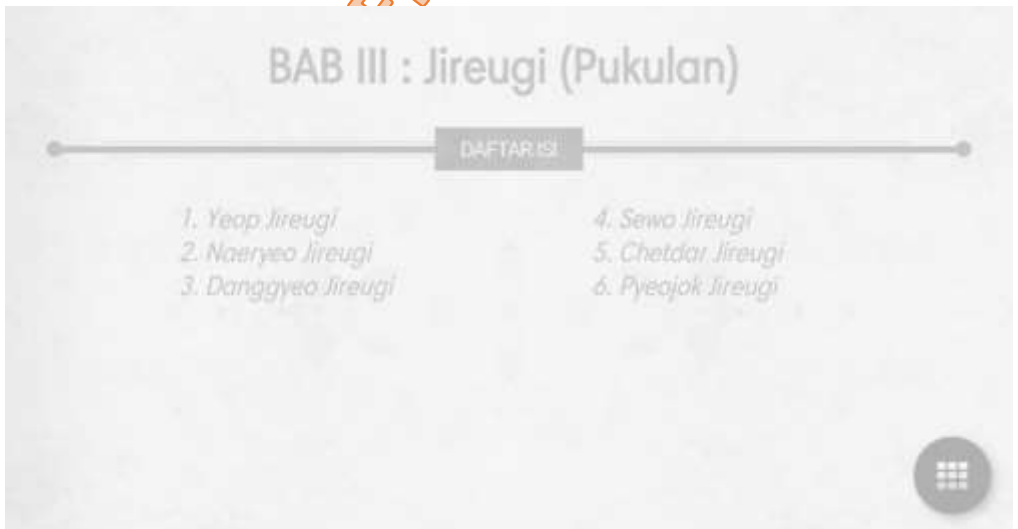 BAB III : Jireugi (Pukulan)
DAFTAR ISI
1. Yeop Jireugi
2. Naeryeo Jireugi
3. Danggyeo Jireugi
4. Sewo Jireugi
5. Chetdar Jireugi
6. Pyeojok Jireugi